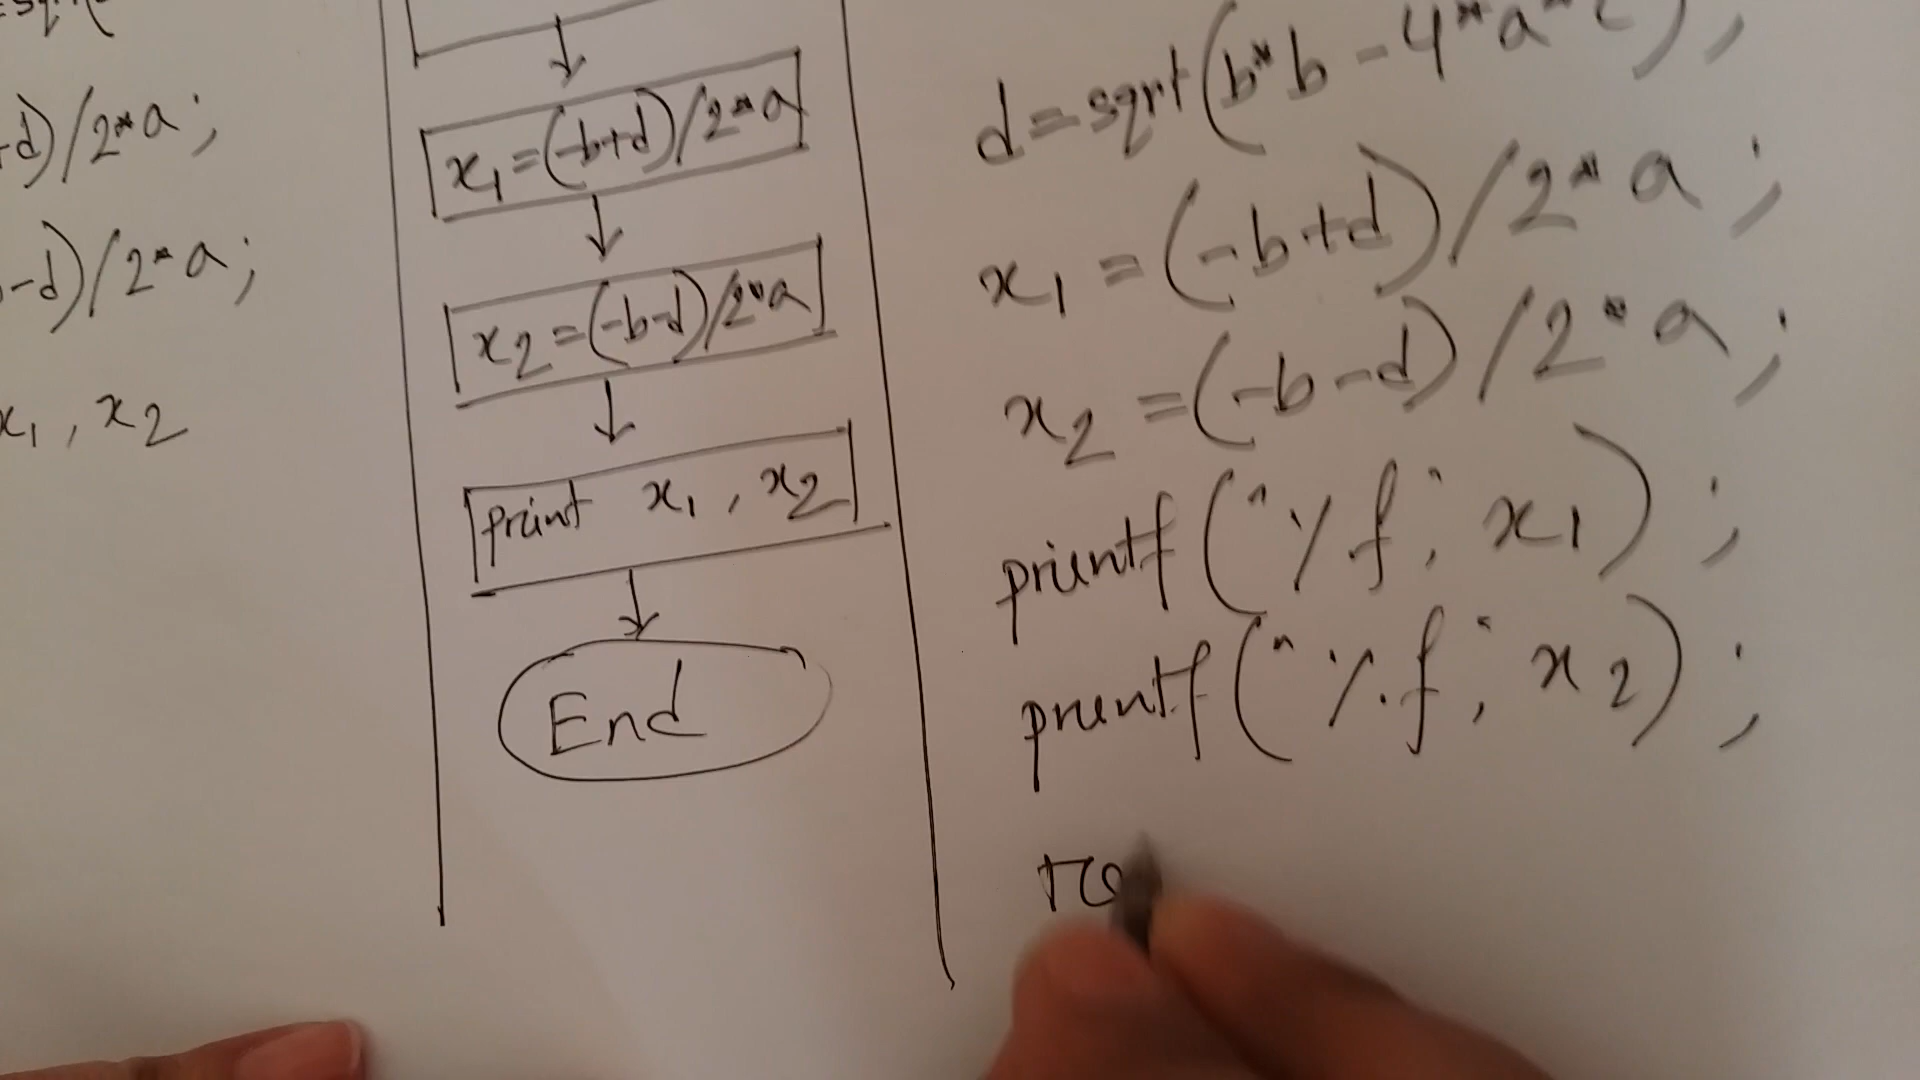 =sqrt(
+d)/2*a;
-d)/2*a;
x1, x2
x1=(-b+d)/2*a
x2=(-b-d)/2*a
print x1, x2
End
d=sqrt(b*b-4*a*c);
x1=(-b+d)/2*a;
x2=(-b-d)/2*a;
printf("%f", x1);
printf("%f", x2);
re